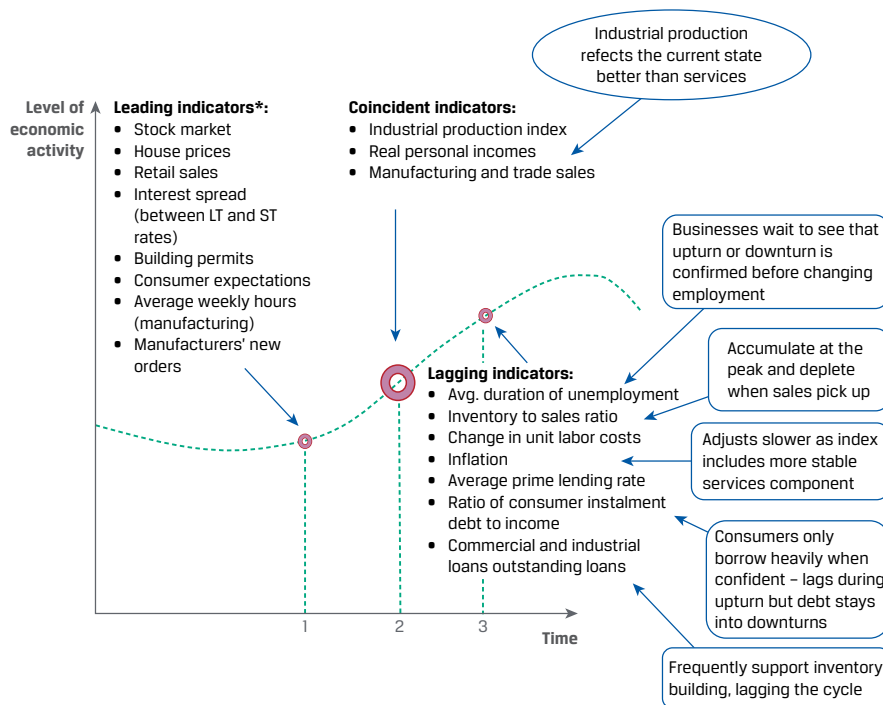 Industrial production
refects the current state
better than services
Level of
economic
activity
Leading indicators*:
• Stock market
• House prices
• Retail sales
• Interest spread
(between LT and ST
rates)
• Building permits
• Consumer expectations
• Average weekly hours
(manufacturing)
• Manufacturers' new
orders
Coincident indicators:
• Industrial production index
• Real personal incomes
• Manufacturing and trade sales
Businesses wait to see that
upturn or downturn is
confirmed before changing
employment
Lagging indicators:
• Avg. duration of unemployment
• Inventory to sales ratio
• Change in unit labor costs
• Inflation
• Average prime lending rate
• Ratio of consumer instalment
debt to income
• Commercial and industrial
loans outstanding loans
Accumulate at the
peak and deplete
when sales pick up
Adjusts slower as index
includes more stable
services component
Consumers only
borrow heavily when
confident – lags during
upturn but debt stays
into downturns
Frequently support inventory
building, lagging the cycle
1
2
3
Time